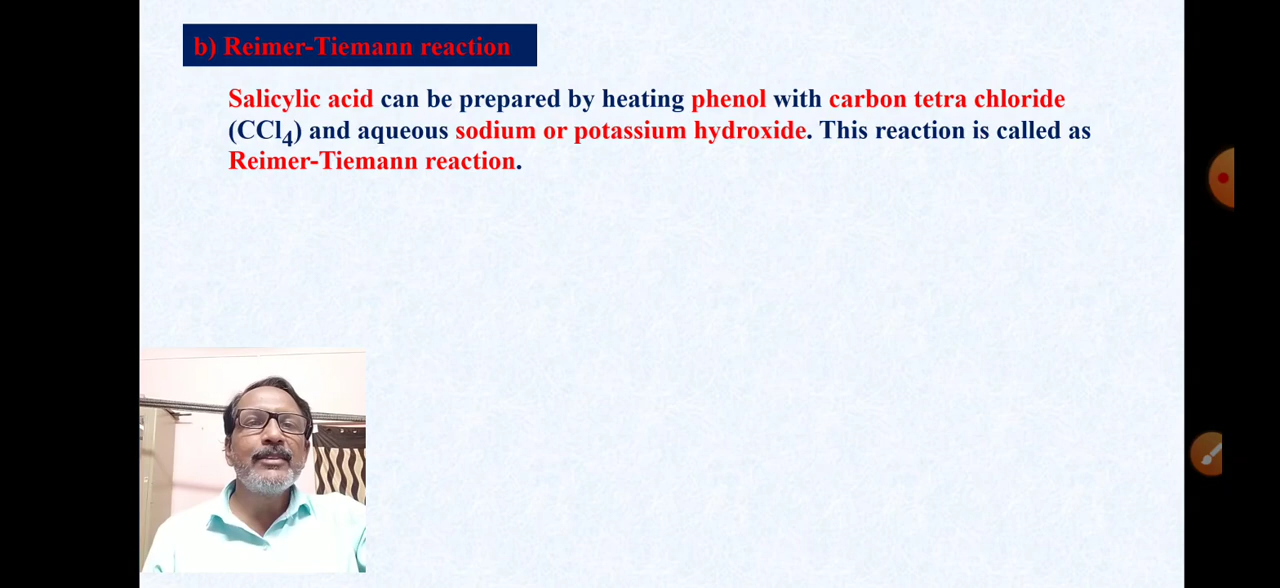 b) Reimer-Tiemann reaction
Salicylic acid can be prepared by heating phenol with carbon tetra chloride
(CCl4) and aqueous sodium or potassium hydroxide. This reaction is called as
Reimer-Tiemann reaction.